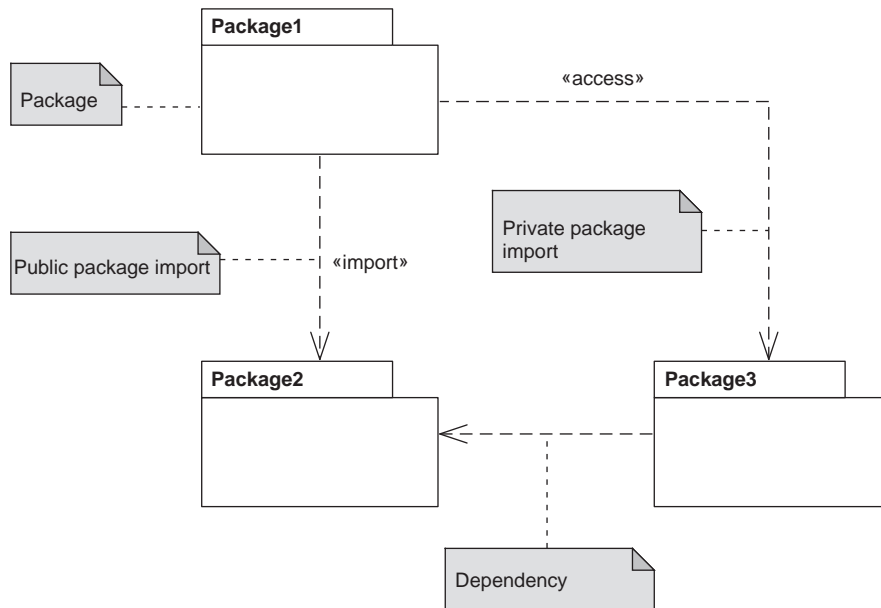 Package1
«access»
Package
Private package
import
Public package import
«import»
Package2
Package3
Dependency